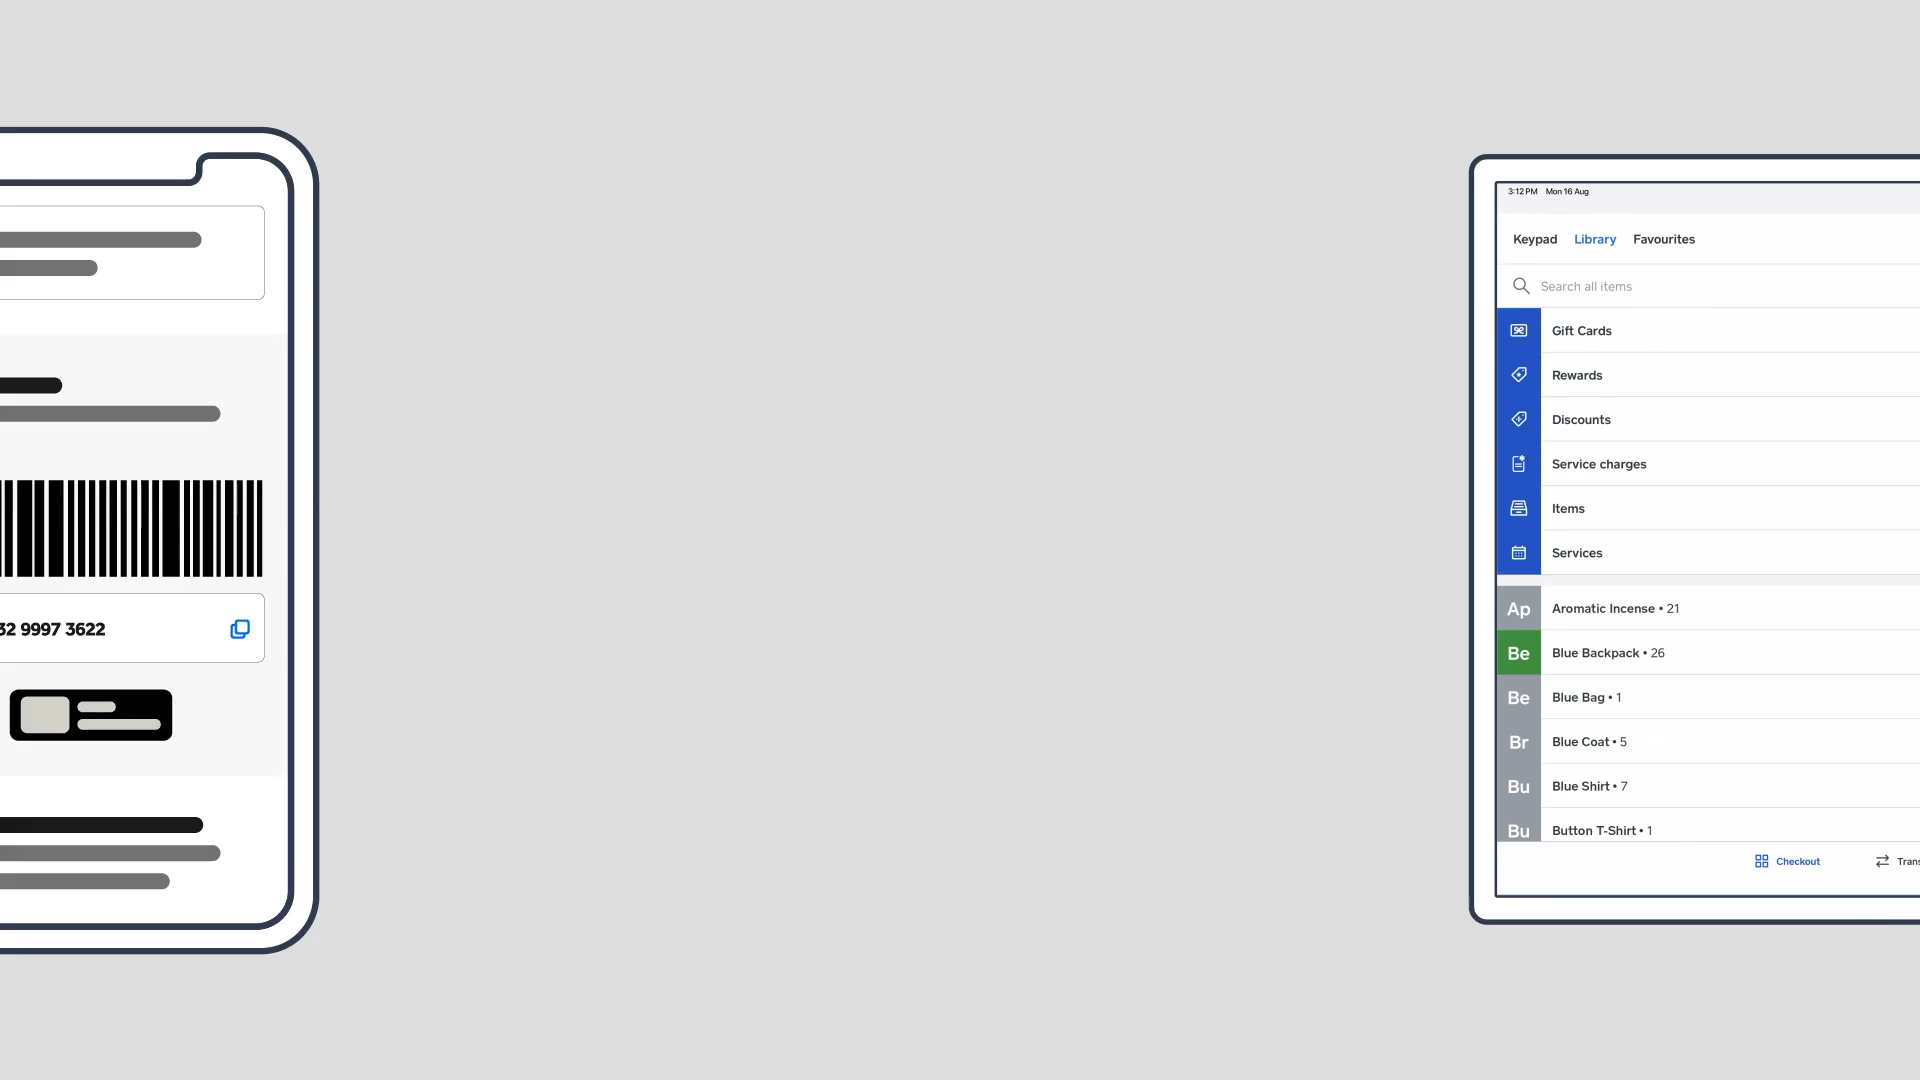 32 9997 3622
3:12 PM Mon 16 Aug
Keypad Library Favourites
Search all items
Gift Cards
Rewards
Discounts
Service charges
Items
Services
Ap Aromatic Incense • 21
Be Blue Backpack • 26
Be Blue Bag • 1
Br Blue Coat • 5
Bu Blue Shirt • 7
Bu Button T-Shirt • 1
Checkout Trans